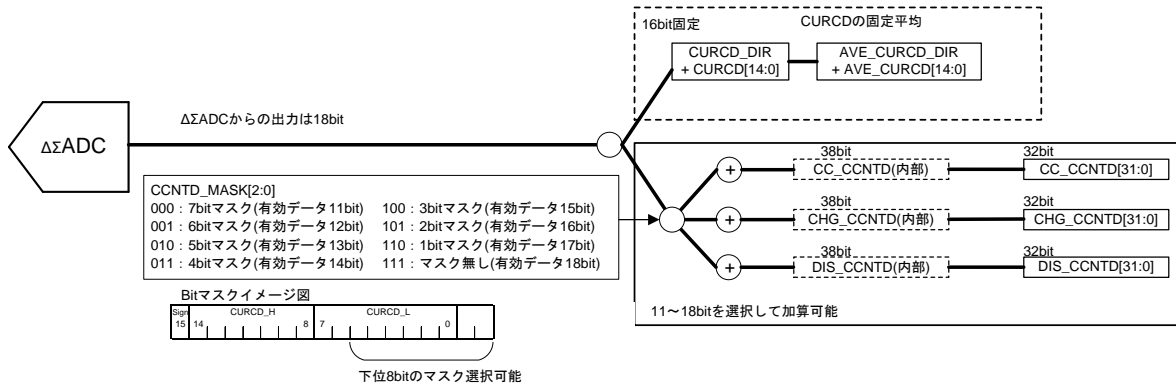 16bit固定
CURCDの固定平均
CURCD_DIR
+ CURCD[14:0]
AVE_CURCD_DIR
+ AVE_CURCD[14:0]
ΔΣADC
ΔΣADCからの出力は18bit
CCNTD_MASK[2:0]
000:7bitマスク(有効データ11bit) 100:3bitマスク(有効データ15bit)
001:6bitマスク(有効データ12bit) 101:2bitマスク(有効データ16bit)
010:5bitマスク(有効データ13bit) 110:1bitマスク(有効データ17bit)
011:4bitマスク(有効データ14bit) 111:マスク無し(有効データ18bit)
+
38bit
CC_CCNTD(内部)
32bit
CC_CCNTD[31:0]
+
38bit
CHG_CCNTD(内部)
32bit
CHG_CCNTD[31:0]
+
38bit
DIS_CCNTD(内部)
32bit
DIS_CCNTD[31:0]
11~18bitを選択して加算可能
Bitマスクイメージ図
Sign CURCD_H CURCD_L
15 14 8 7 0
下位8bitのマスク選択可能